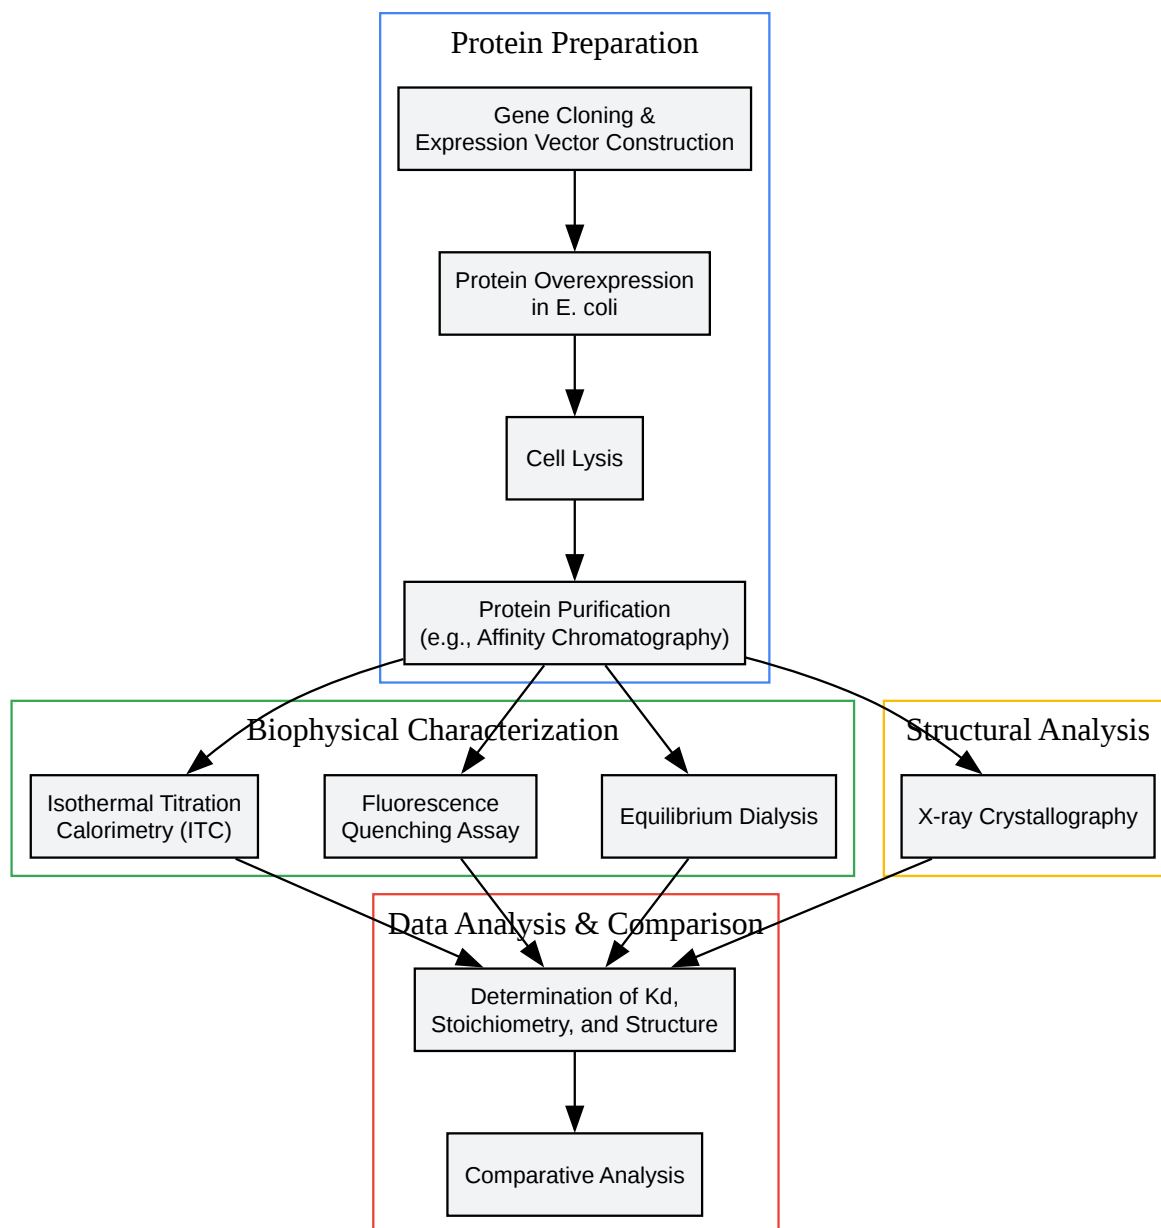 Protein Preparation
Gene Cloning &
Expression Vector Construction
Protein Overexpression
in E. coli
Cell Lysis
Protein Purification
(e.g., Affinity Chromatography)
Biophysical Characterization
Structural Analysis
Isothermal Titration
Calorimetry (ITC)
Fluorescence
Quenching Assay
Equilibrium Dialysis
X-ray Crystallography
Data Analysis & Comparison
Determination of Kd,
Stoichiometry, and Structure
Comparative Analysis